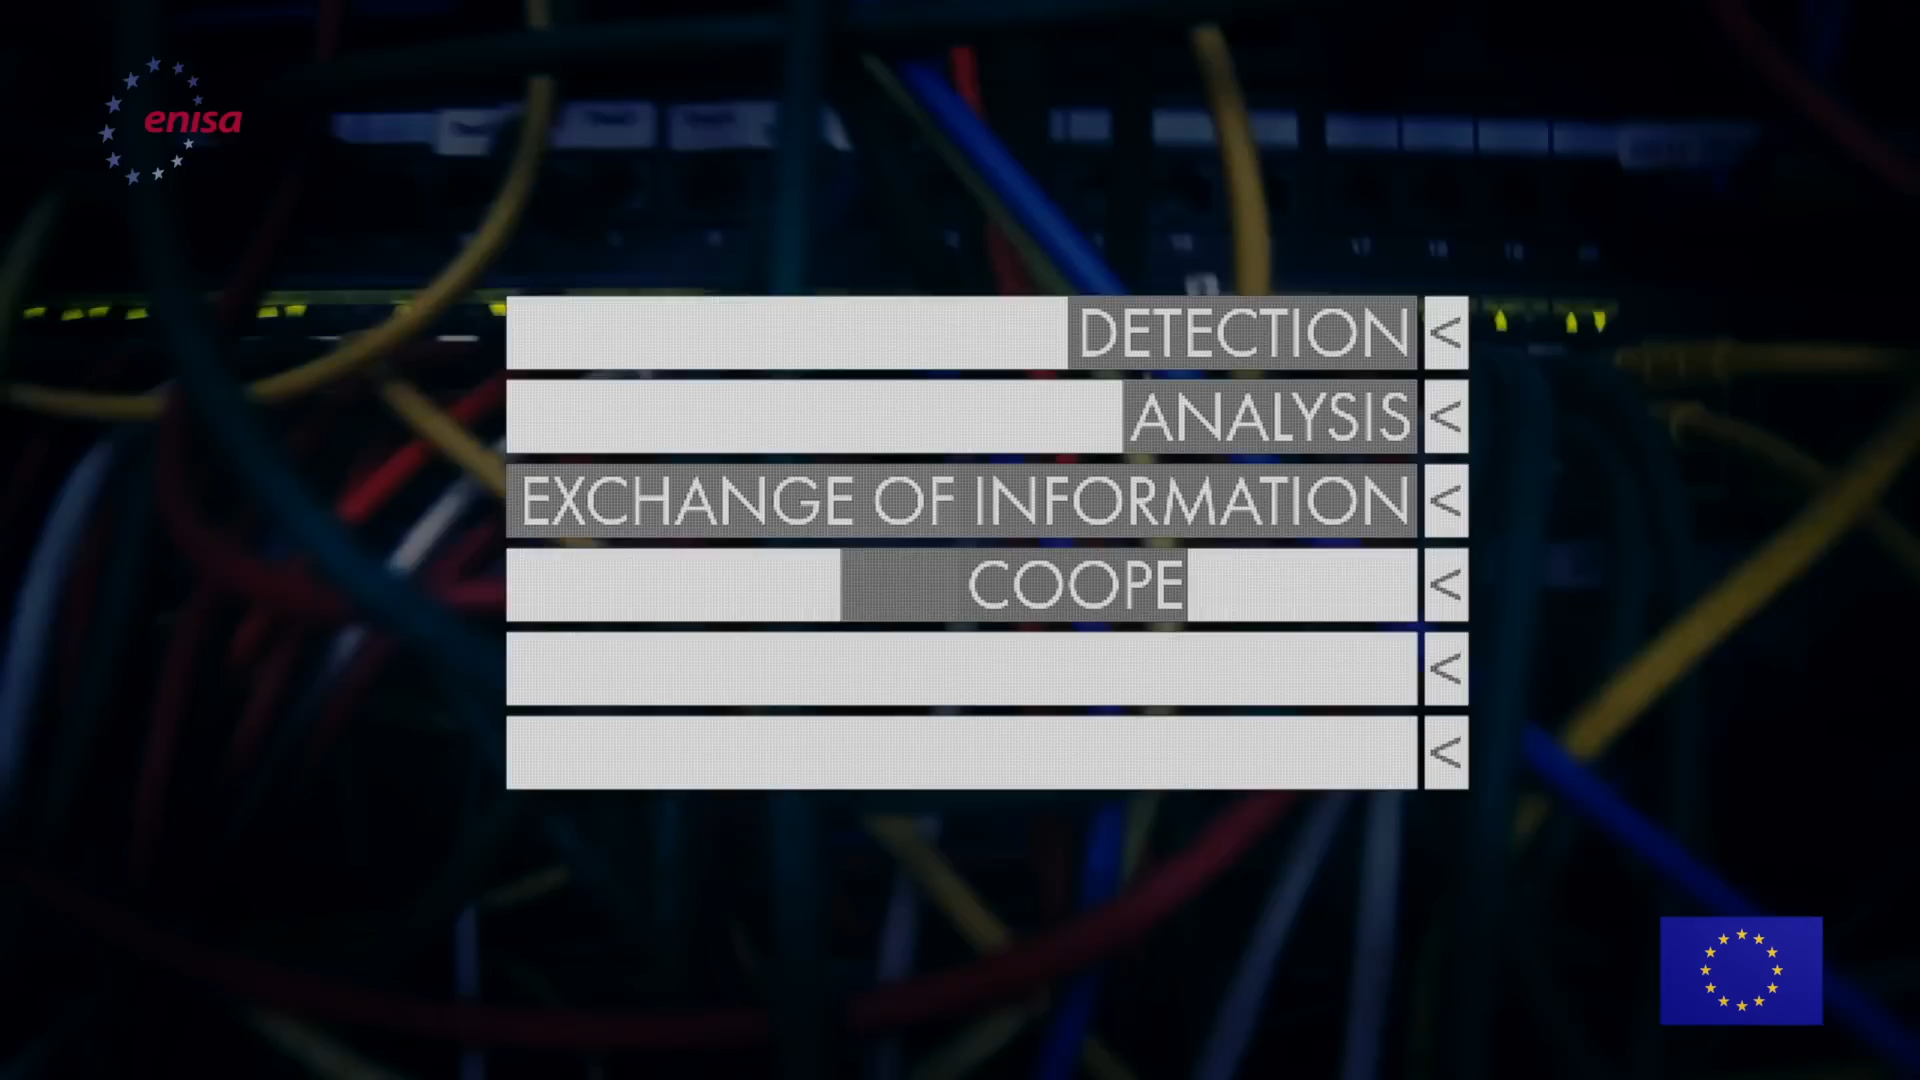 enisa
DETECTION <
ANALYSIS <
EXCHANGE OF INFORMATION <
COOPE <
<
<